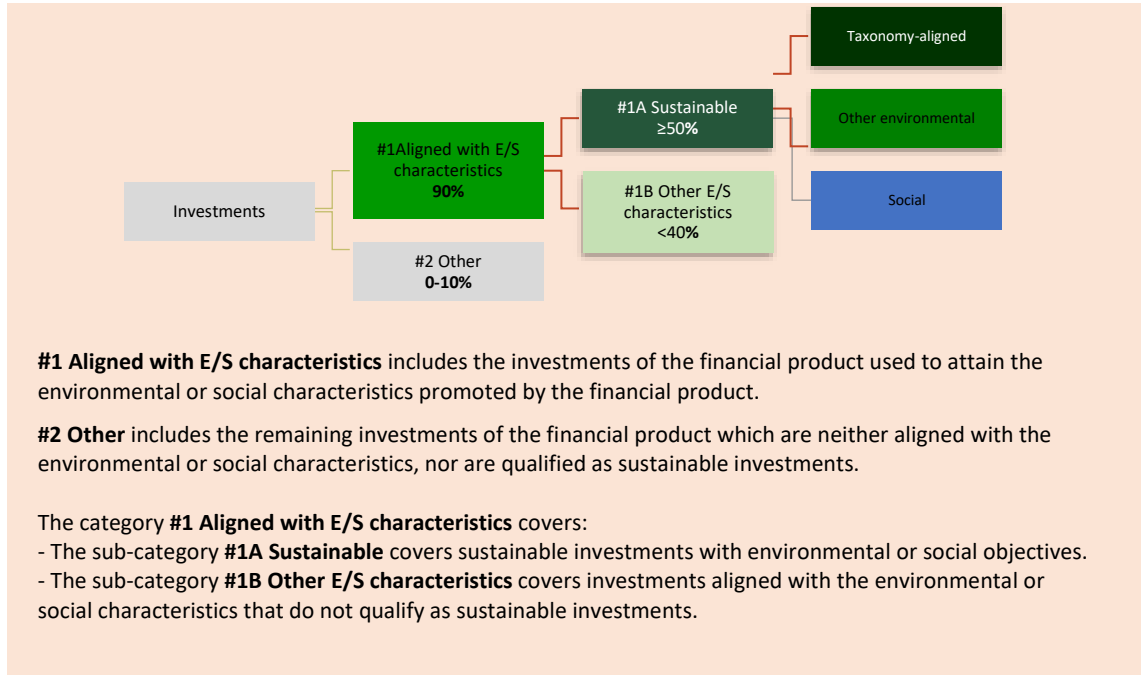 Taxonomy-aligned
#1A Sustainable
≥50%
Other environmental
#1Aligned with E/S
characteristics
90%
#1B Other E/S
characteristics
<40%
Social
Investments
#2 Other
0-10%
#1 Aligned with E/S characteristics includes the investments of the financial product used to attain the
environmental or social characteristics promoted by the financial product.
#2 Other includes the remaining investments of the financial product which are neither aligned with the
environmental or social characteristics, nor are qualified as sustainable investments.
The category #1 Aligned with E/S characteristics covers:
- The sub-category #1A Sustainable covers sustainable investments with environmental or social objectives.
- The sub-category #1B Other E/S characteristics covers investments aligned with the environmental or
social characteristics that do not qualify as sustainable investments.